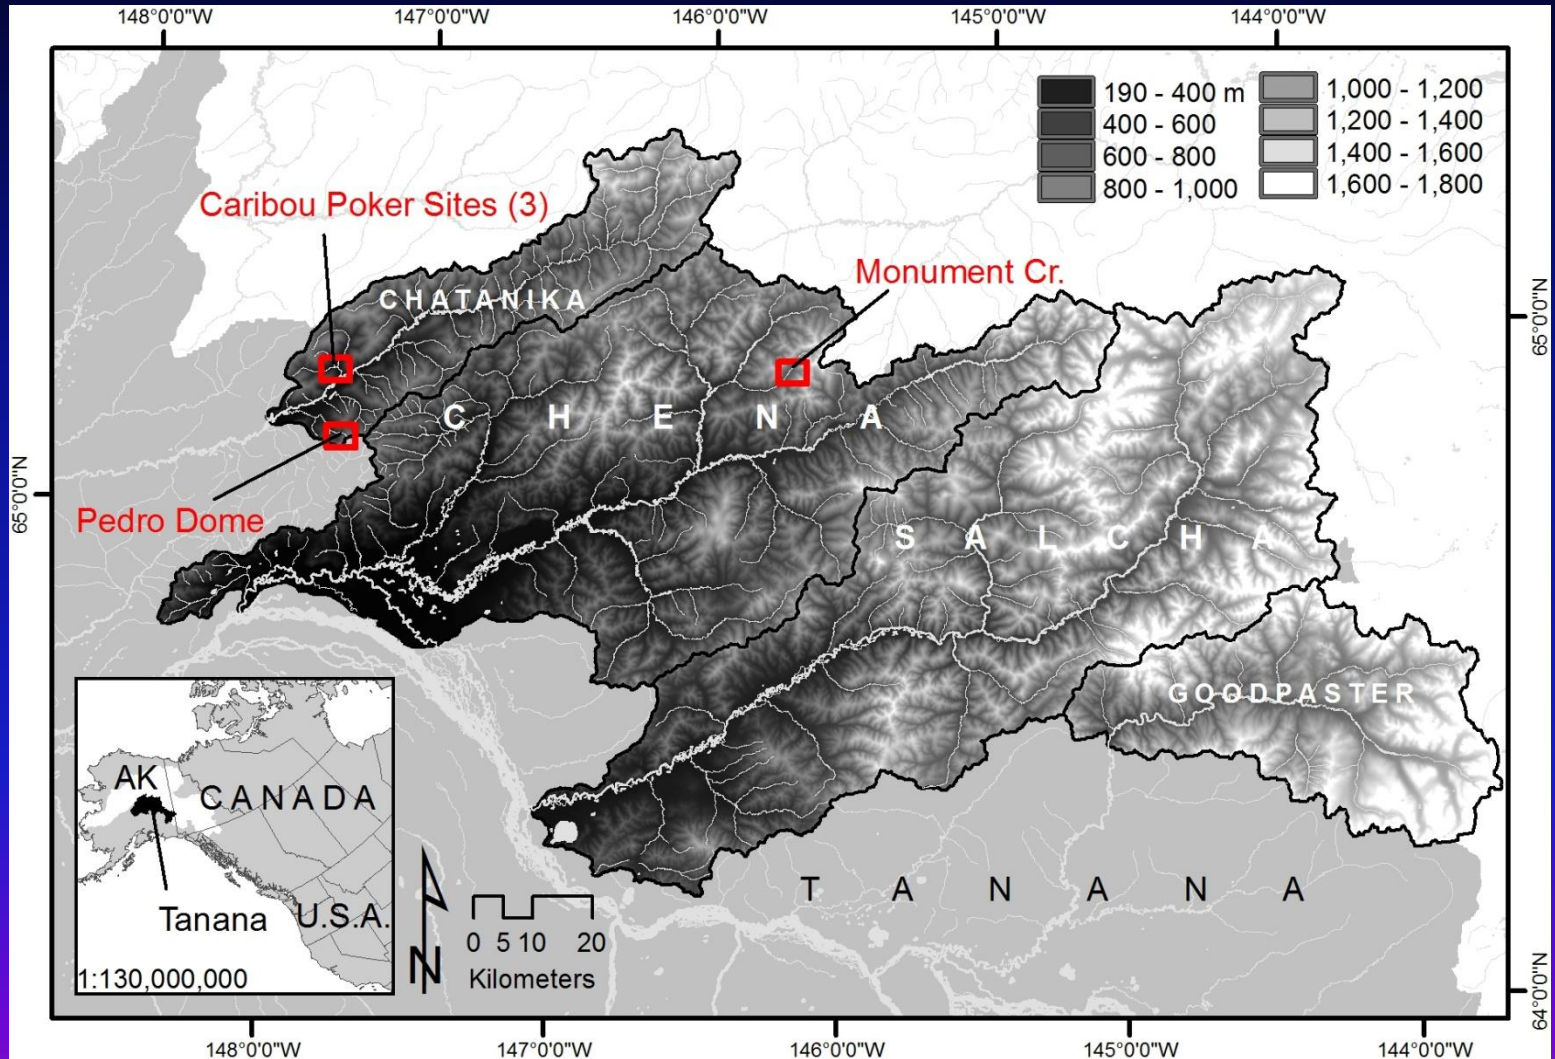 148°0'0"W
147°0'0"W
146°0'0"W
145°0'0"W
144°0'0"W
190 - 400 m
400 - 600
600 - 800
800 - 1,000
1,000 - 1,200
1,200 - 1,400
1,400 - 1,600
1,600 - 1,800
Caribou Poker Sites (3)
Monument Cr.
CHATANIKA
65°0'0"N
CHENA
65°0'0"N
Pedro Dome
SALCHA
GOODPASTER
AK
CANADA
Tanana
U.S.A.
1:130,000,000
N
0 5 10 20
Kilometers
TANANA
64°0'0"N
148°0'0"W
147°0'0"W
146°0'0"W
145°0'0"W
144°0'0"W